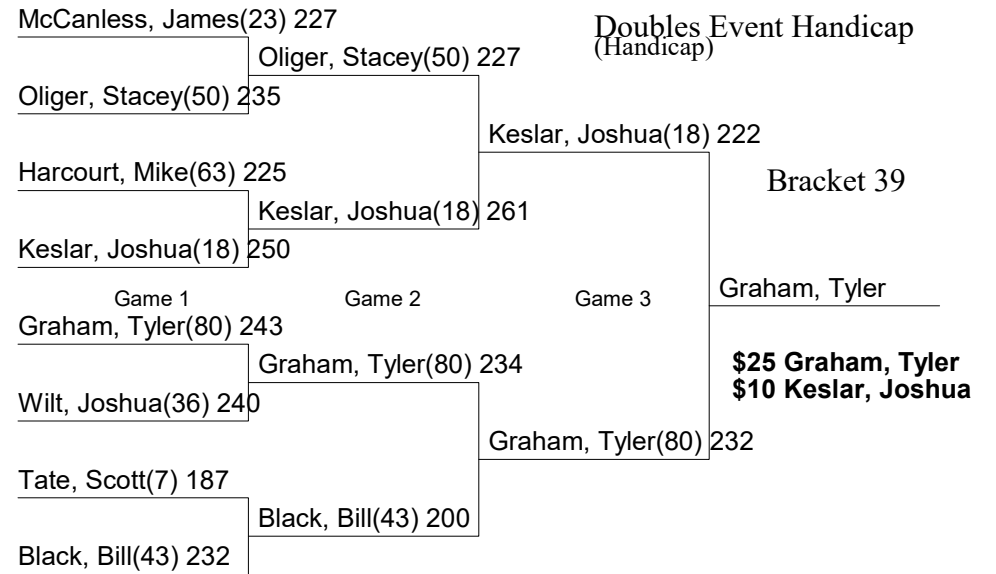 McCanless, James(23) 227
Doubles Event Handicap
(Handicap)
Oliger, Stacey(50) 227
Oliger, Stacey(50) 235
Keslar, Joshua(18) 222
Harcourt, Mike(63) 225
Bracket 39
Keslar, Joshua(18) 261
Keslar, Joshua(18) 250
Game 1
Game 2
Game 3
Graham, Tyler
Graham, Tyler(80) 243
Graham, Tyler(80) 234
$25 Graham, Tyler
$10 Keslar, Joshua
Wilt, Joshua(36) 240
Graham, Tyler(80) 232
Tate, Scott(7) 187
Black, Bill(43) 200
Black, Bill(43) 232